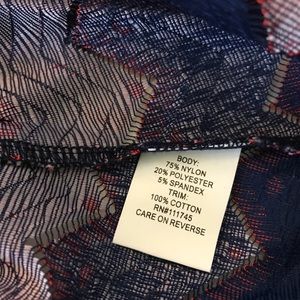 BODY:
75% NYLON
20% POLYESTER
5% SPANDEX
TRIM:
100% COTTON
RN#111745
CARE ON REVERSE